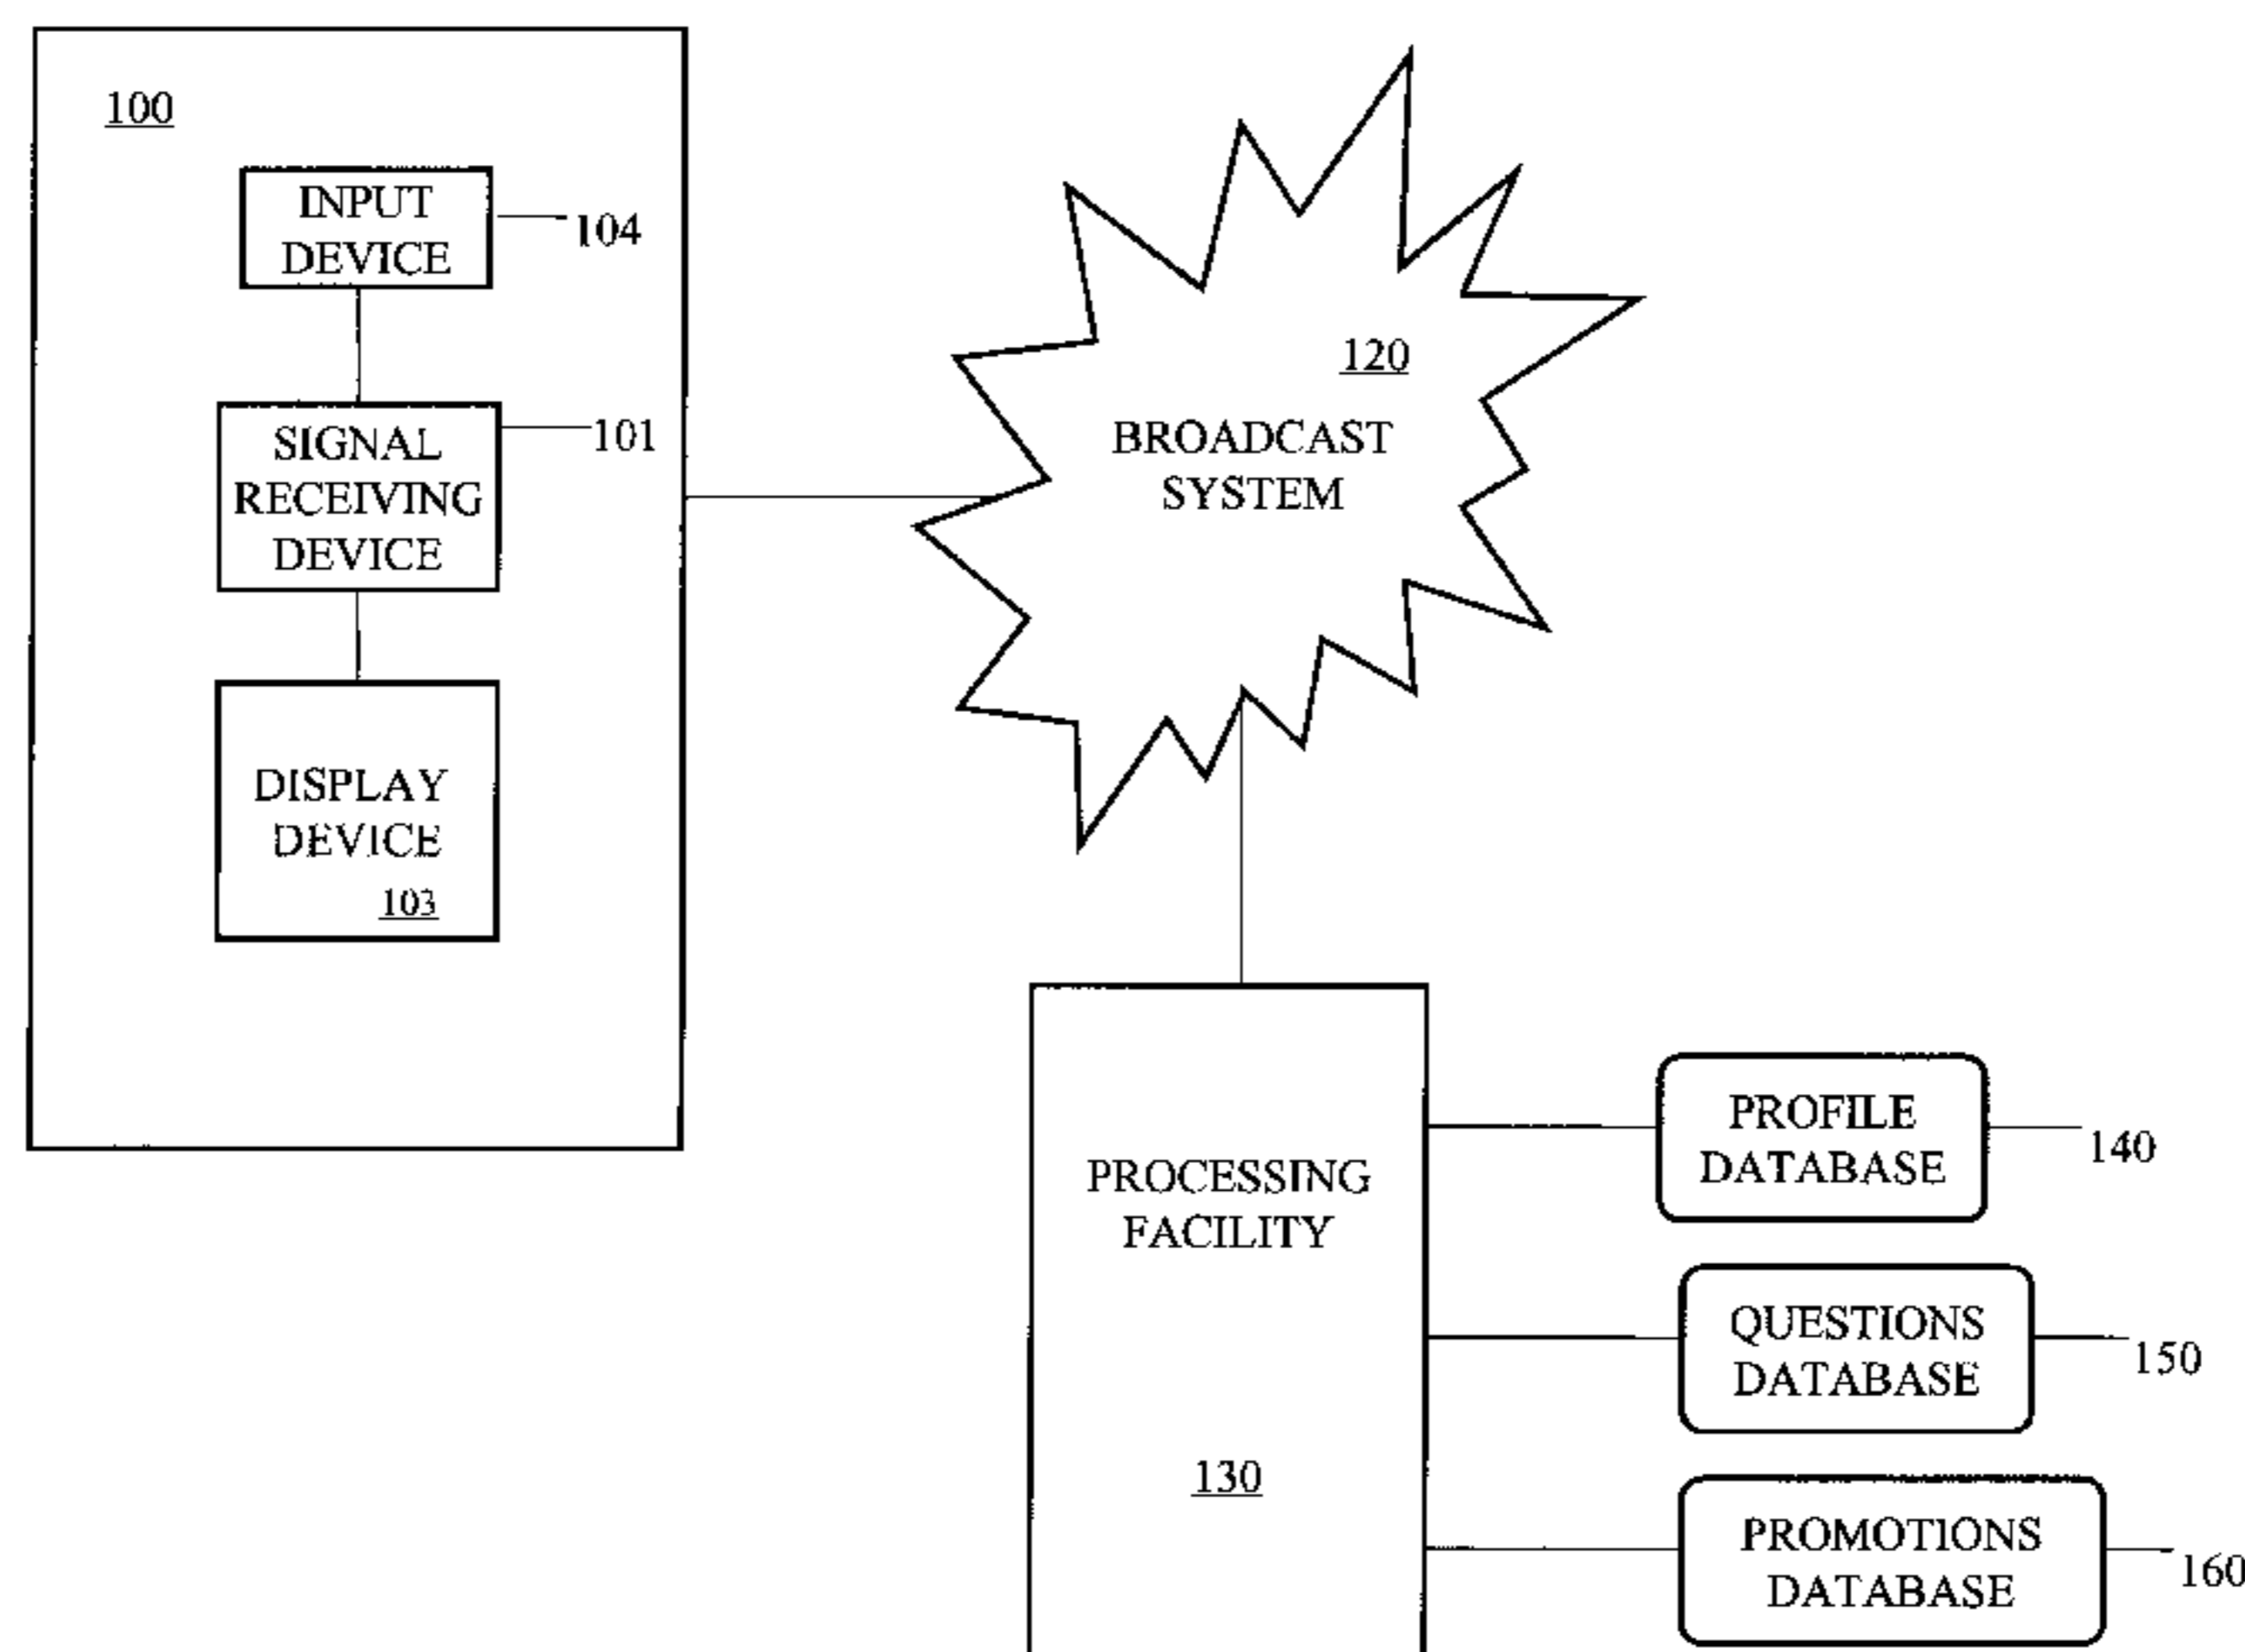 100
INPUT
DEVICE
104
SIGNAL
RECEIVING
DEVICE
101
DISPLAY
DEVICE
103
120
BROADCAST
SYSTEM
PROCESSING
FACILITY
130
PROFILE
DATABASE
140
QUESTIONS
DATABASE
150
PROMOTIONS
DATABASE
160